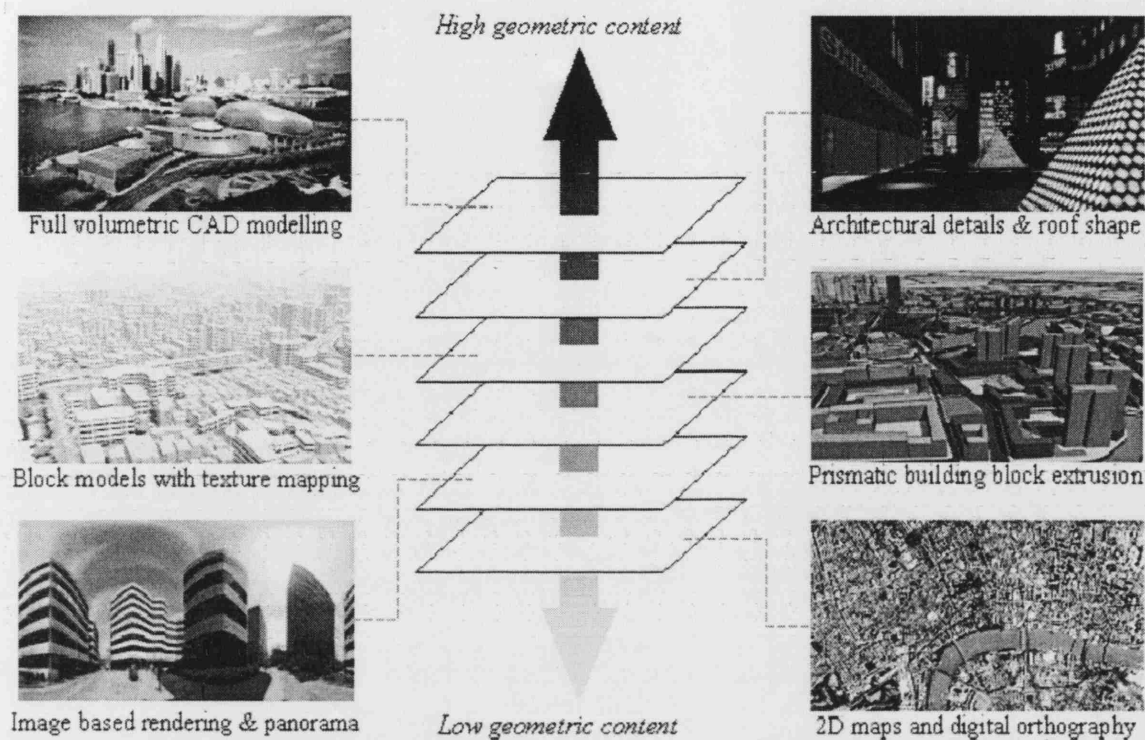 High geometric content
Full volumetric CAD modelling
Architectural details & roof shape
Block models with texture mapping
Prismatic building block extrusion
Image based rendering & panorama
Low geometric content
2D maps and digital orthography